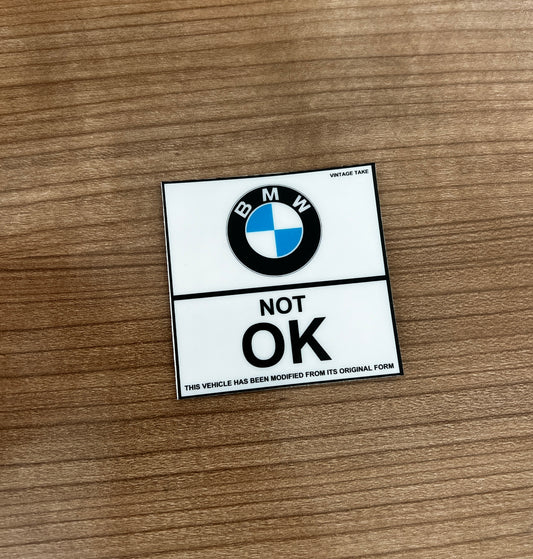 VINTAGE TAKE
BMW
NOT
OK
THIS VEHICLE HAS BEEN MODIFIED FROM ITS ORIGINAL FORM